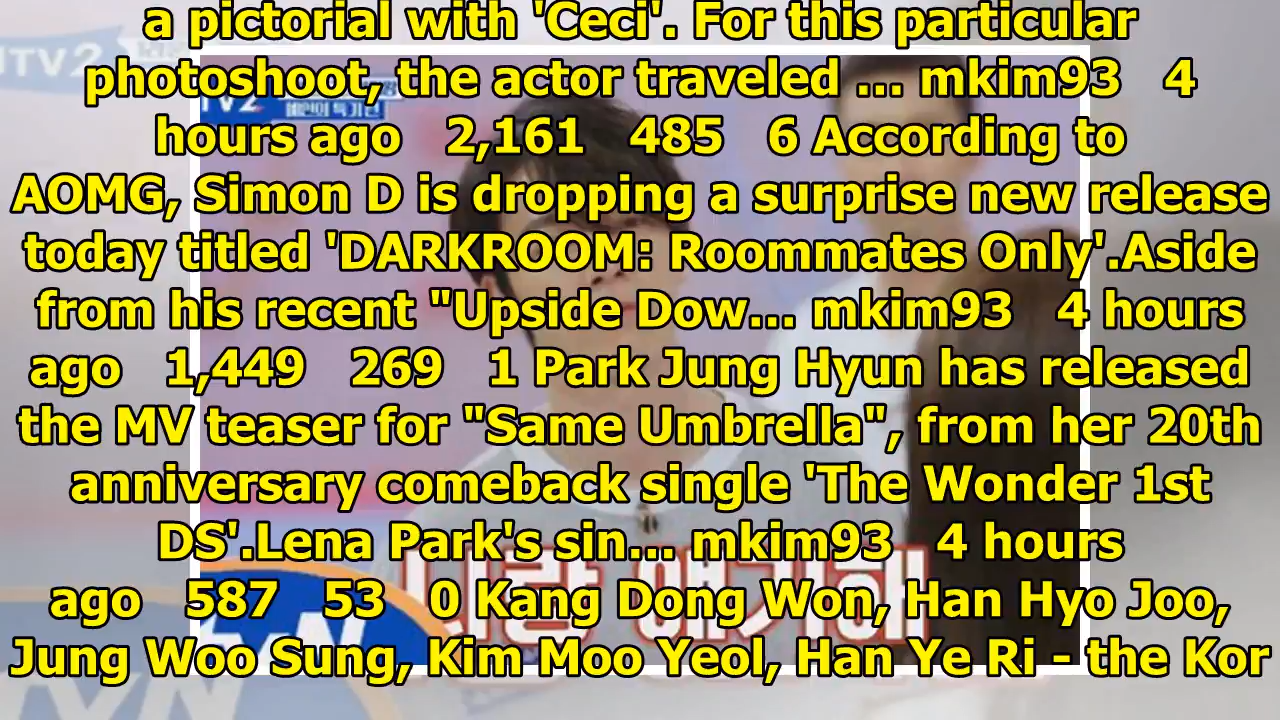 a pictorial with 'Ceci'. For this particular
photoshoot, the actor traveled ... mkim93 4
hours ago 2,161 485 6 According to
AOMG, Simon D is dropping a surprise new release
today titled 'DARKROOM: Roommates Only'.Aside
from his recent "Upside Dow... mkim93 4 hours
ago 1,449 269 1 Park Jung Hyun has released
the MV teaser for "Same Umbrella", from her 20th
anniversary comeback single 'The Wonder 1st
DS'.Lena Park's sin... mkim93 4 hours
ago 587 53 0 Kang Dong Won, Han Hyo Joo,
Jung Woo Sung, Kim Moo Yeol, Han Ye Ri - the Kor